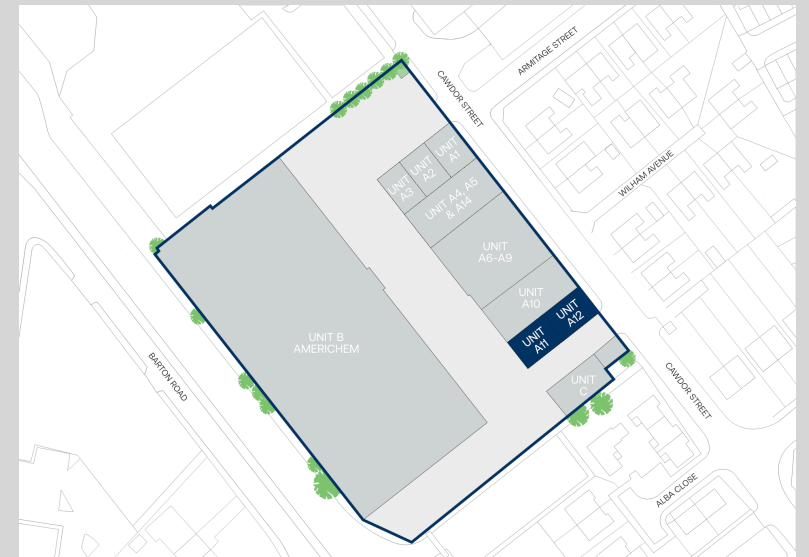 ARMITAGE STREET
CAWDOR STREET
WILHAM AVENUE
UNIT
A1
UNIT
A2
UNIT
A3
UNIT A4, A5
& A14
UNIT
A6-A9
UNIT
A10
UNIT
A12
UNIT
A11
UNIT B
AMERICHEM
UNIT
C
BARTON ROAD
CAWDOR STREET
ALBA CLOSE